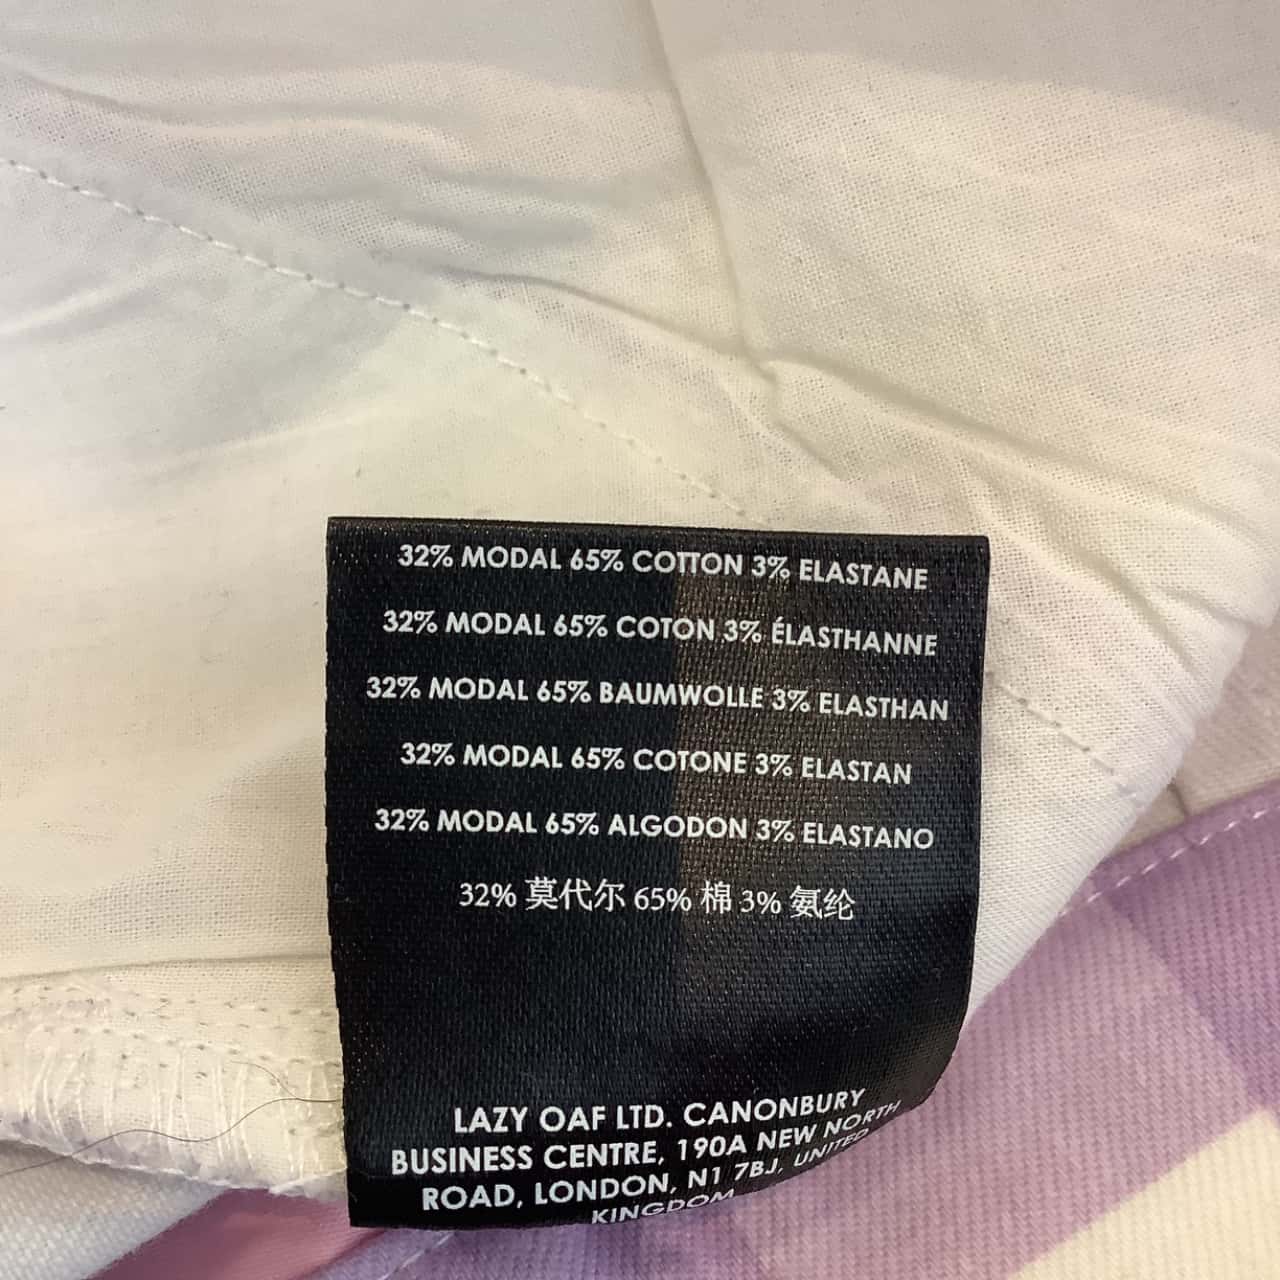 32% MODAL 65% COTTON 3% ELASTANE
32% MODAL 65% COTON 3% ÉLASTHANNE
32% MODAL 65% BAUMWOLLE 3% ELASTHAN
32% MODAL 65% COTONE 3% ELASTAN
32% MODAL 65% ALGODON 3% ELASTANO
32% 莫代尔 65% 棉 3% 氨纶
LAZY OAF LTD. CANONBURY
BUSINESS CENTRE, 190A NEW NORTH
ROAD, LONDON, N1 7BJ, UNITED
KINGDOM